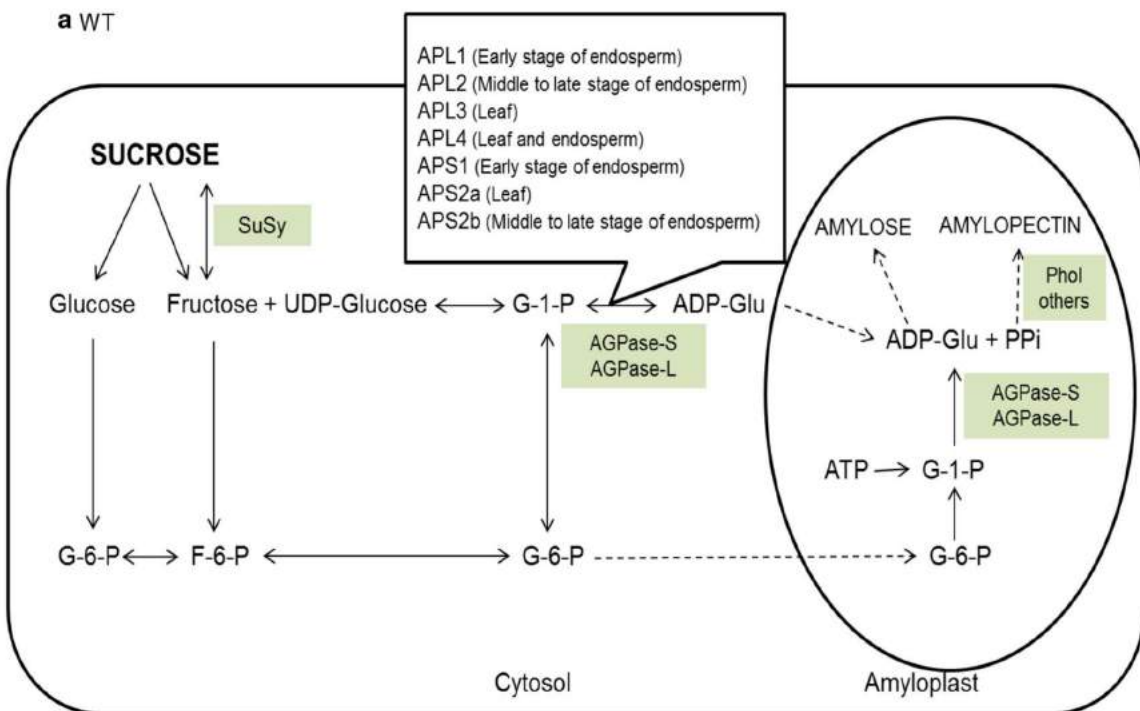 a WT
APL1 (Early stage of endosperm)
APL2 (Middle to late stage of endosperm)
APL3 (Leaf)
APL4 (Leaf and endosperm)
APS1 (Early stage of endosperm)
APS2a (Leaf)
APS2b (Middle to late stage of endosperm)
SUCROSE
SuSy
AMYLOSE AMYLOPECTIN
PhoI
others
Glucose Fructose + UDP-Glucose G-1-P ADP-Glu
ADP-Glu + PPi
AGPase-S
AGPase-L
AGPase-S
AGPase-L
ATP G-1-P
G-6-P F-6-P G-6-P G-6-P
Cytosol Amyloplast